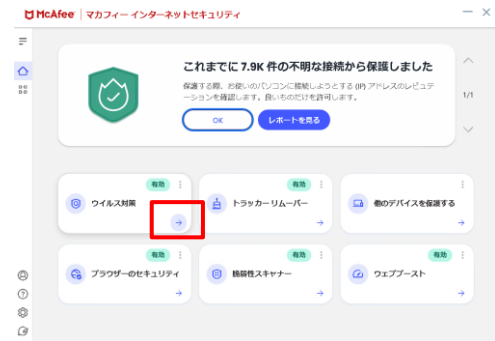 McAfee マカフィー インターネットセキュリティ
これまでに 7.9K 件の不明な接続から保護しました
保護する際、お使いのパソコンに接続しようとする (IP) アドレスのレピュテ
ーションを確認します。良いものだけを許可します。
OK レポートを見る
1/1
有効 有効
ウイルス対策 トラッカー リムーバー 他のデバイスを保護する
有効 有効 有効
ブラウザーのセキュリティ 脆弱性スキャナー ウェブブースト